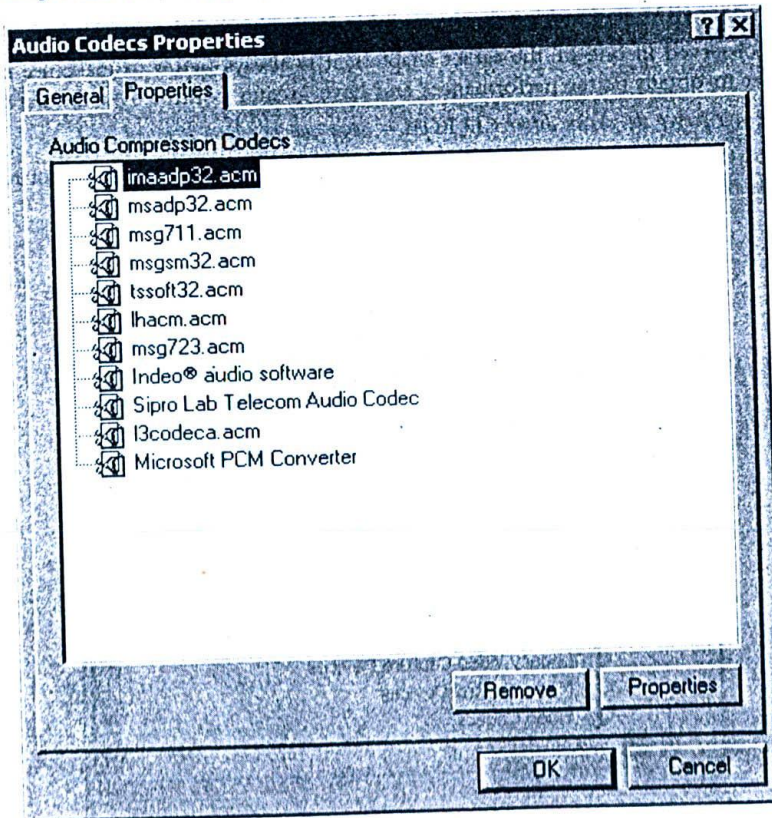 Audio Codecs Properties
General Properties
Audio Compression Codecs
imaadp32.acm
msadp32.acm
msg711.acm
msgsm32.acm
tssoft32.acm
lhacm.acm
msg723.acm
Indeo® audio software
Sipro Lab Telecom Audio Codec
l3codeca.acm
Microsoft PCM Converter
Remove Properties
OK Cancel